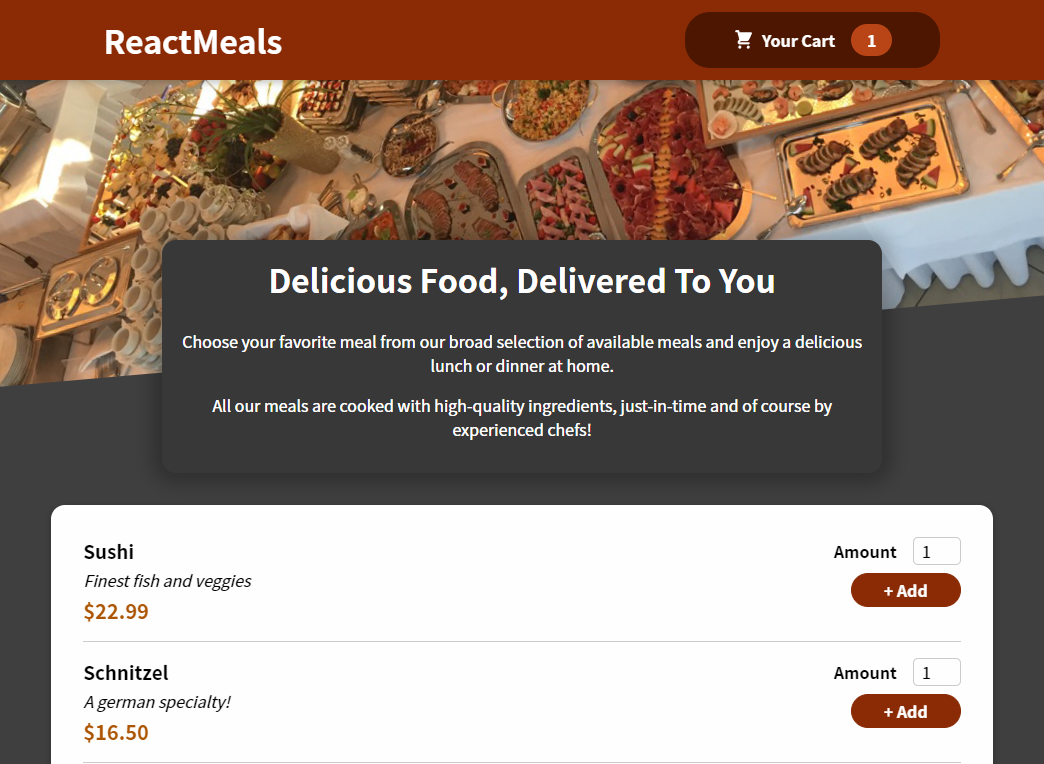 ReactMeals
Your Cart 1
Delicious Food, Delivered To You
Choose your favorite meal from our broad selection of available meals and enjoy a delicious
lunch or dinner at home.
All our meals are cooked with high-quality ingredients, just-in-time and of course by
experienced chefs!
Sushi
Finest fish and veggies
$22.99
Amount 1
+ Add
Schnitzel
A german specialty!
$16.50
Amount 1
+ Add